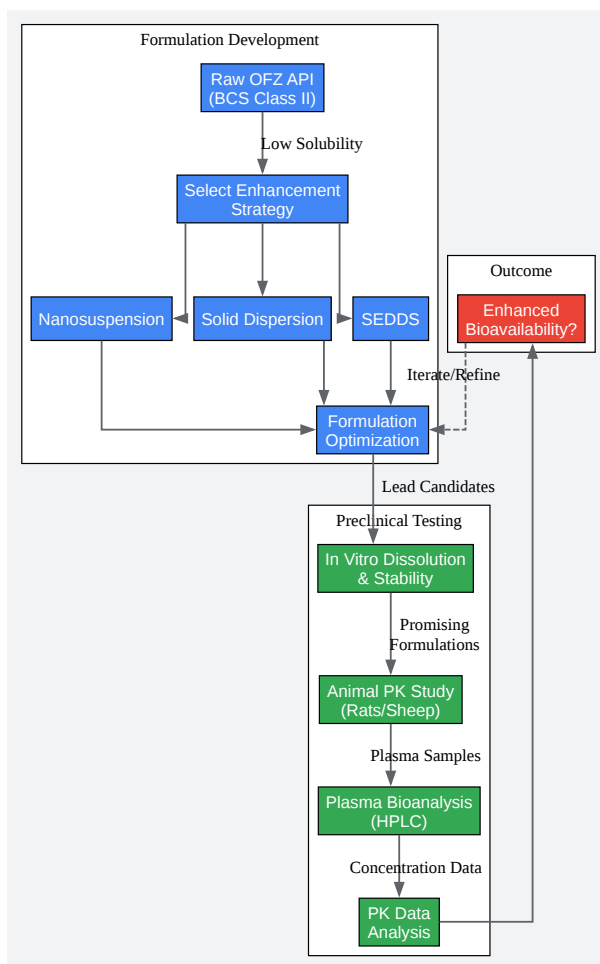 Formulation Development
Raw OFZ API
(BCS Class II)
Low Solubility
Select Enhancement
Strategy
Nanosuspension
Solid Dispersion
SEDDS
Outcome
Enhanced
Bioavailability?
Iterate/Refine
Formulation
Optimization
Lead Candidates
Preclinical Testing
In Vitro Dissolution
& Stability
Promising
Formulations
Animal PK Study
(Rats/Sheep)
Plasma Samples
Plasma Bioanalysis
(HPLC)
Concentration Data
PK Data
Analysis